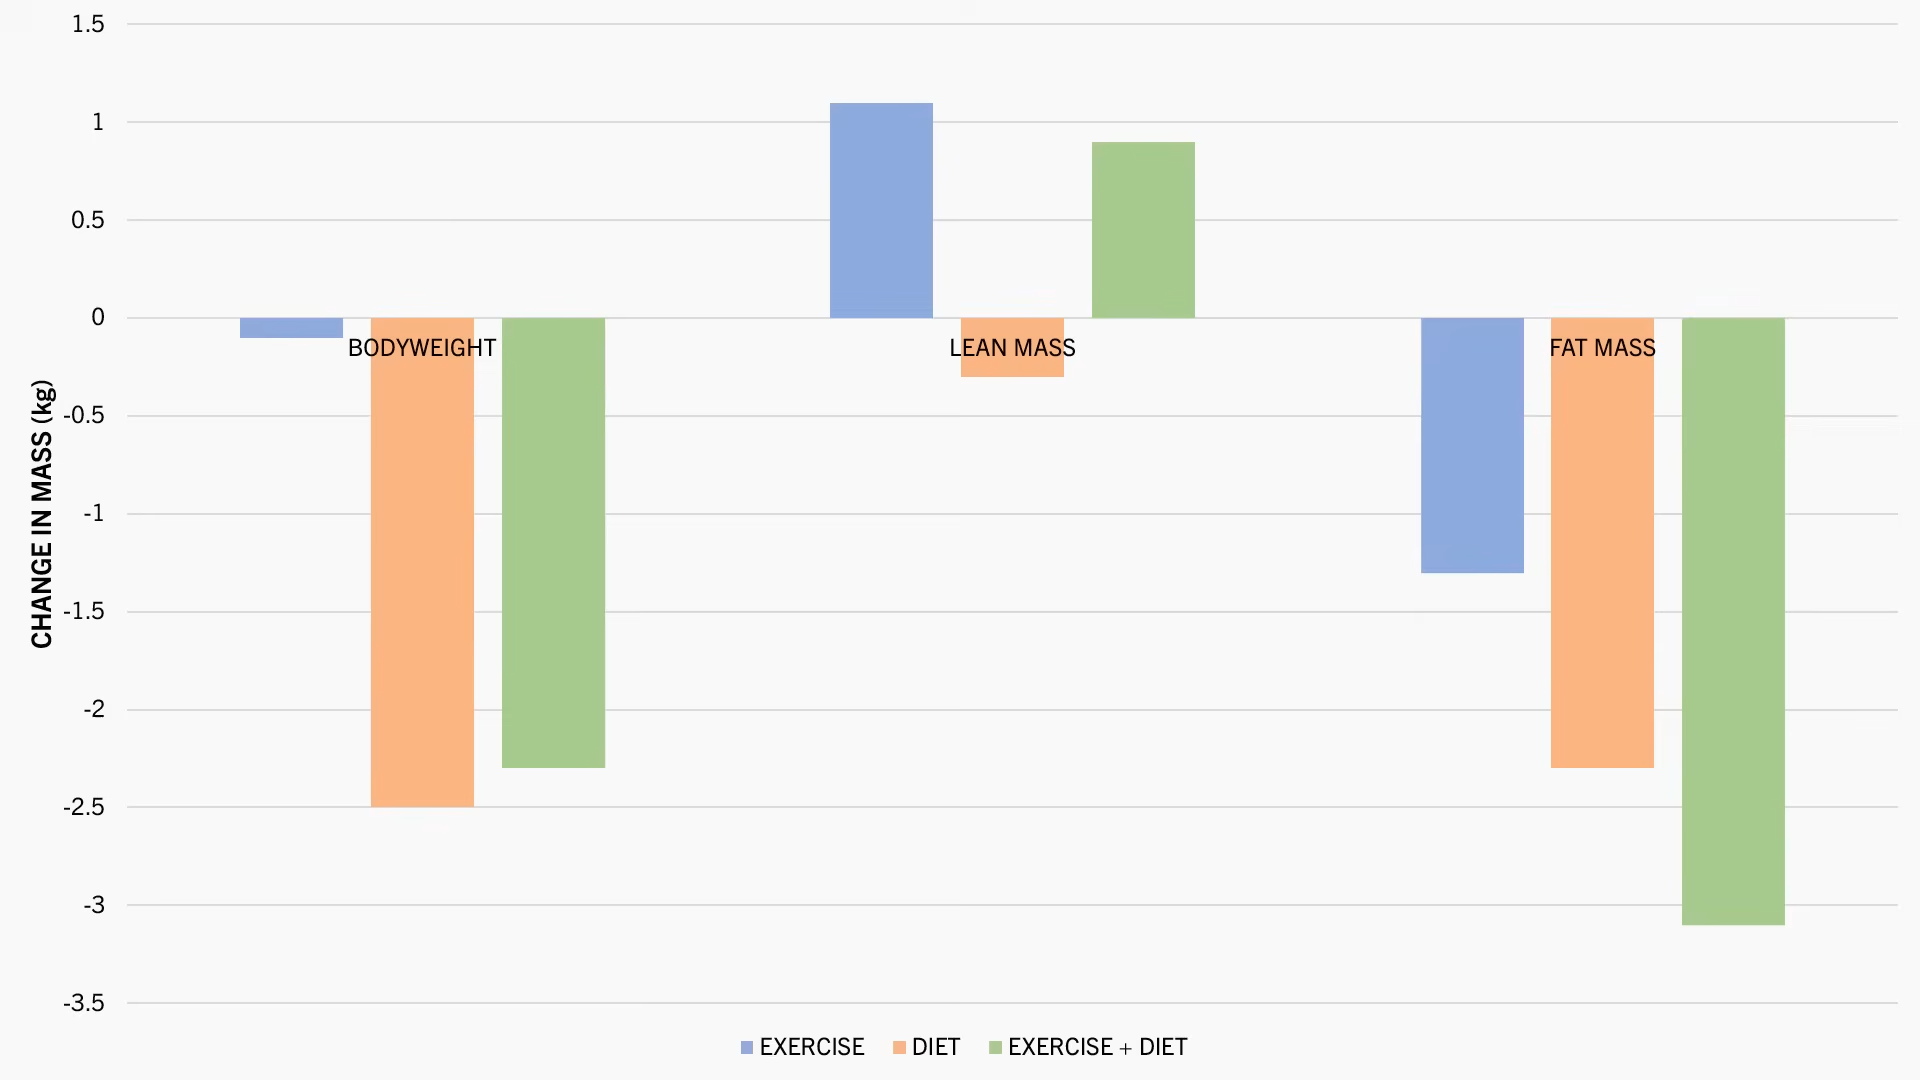 1.5
1
0.5
0
-0.5
-1
-1.5
-2
-2.5
-3
-3.5
CHANGE IN MASS (kg)
BODYWEIGHT
LEAN MASS
FAT MASS
EXERCISE
DIET
EXERCISE + DIET